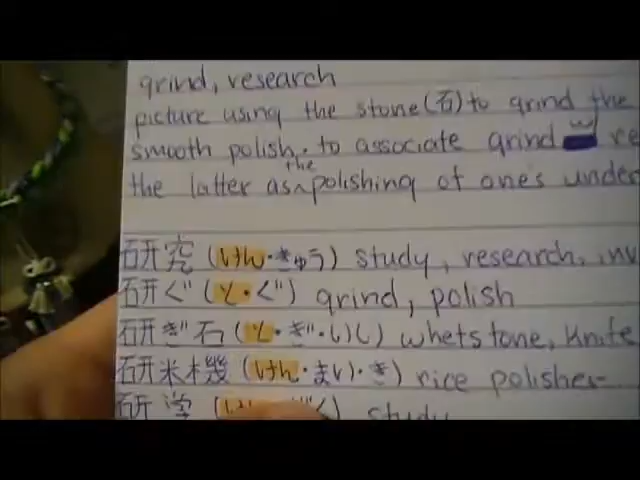 grind, research
picture using the stone(石)to grind the
smooth polish. to associate grind re
the
the latter as polishing of ones under
研究(けん・きゅう) study, research, inv
研ぐ(と・ぐ) grind, polish
研ぎ石(と・ぎ・いし) whetstone, knife
研米機(けん・まい・き) rice polisher
研学 study